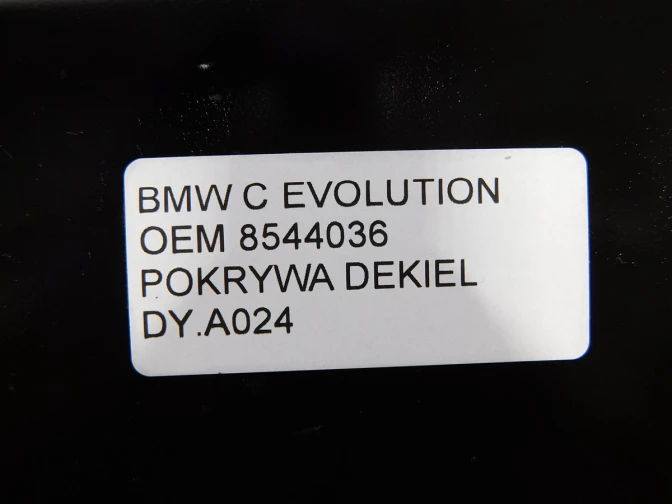 BMW C EVOLUTION
OEM 8544036
POKRYWA DEKIEL
DY.A024